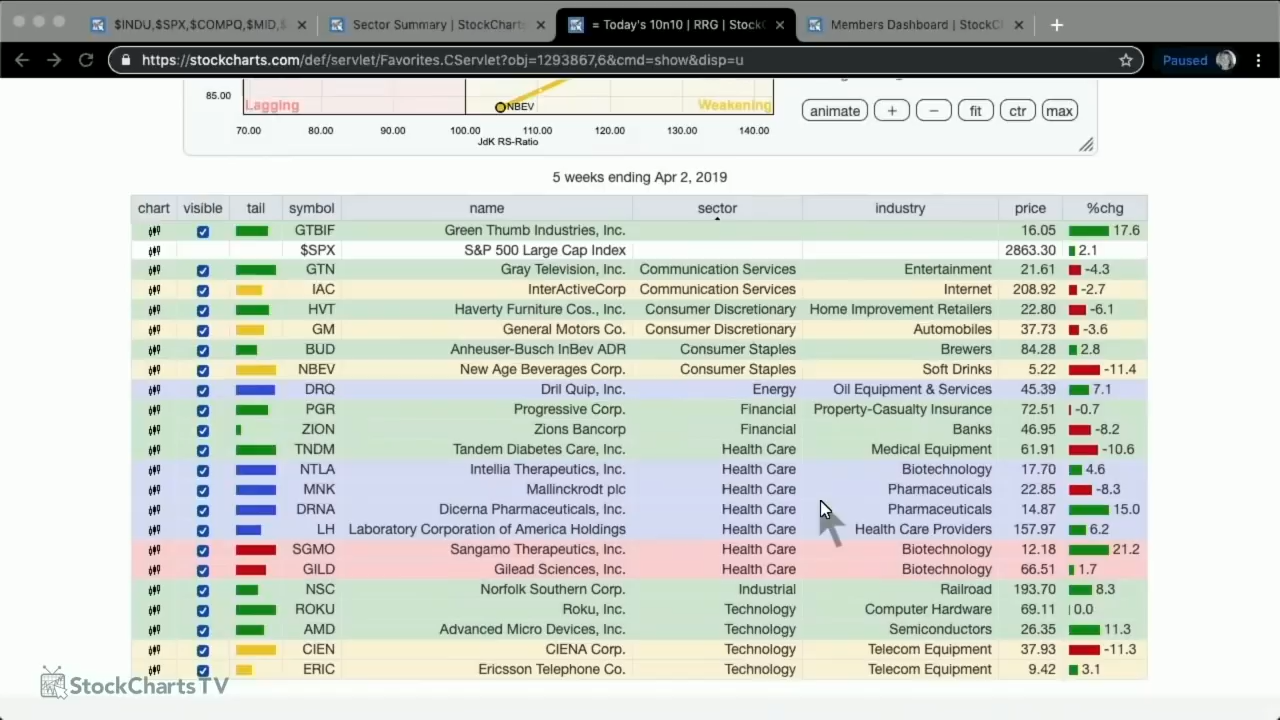 $INDU,$SPX,$COMPQ,$MID,$ Sector Summary | StockCharts = Today's 10n10 | RRG | StockC Members Dashboard | StockCh
https://stockcharts.com/def/servlet/Favorites.CServlet?obj=1293867,6&cmd=show&disp=u Paused
85.00 Lagging NBEV Weakening animate + − fit ctr max
70.00 80.00 90.00 100.00 110.00 120.00 130.00 140.00
JdK RS-Ratio
5 weeks ending Apr 2, 2019
chart visible tail symbol name sector industry price %chg
GTBIF Green Thumb Industries, Inc. 16.05 17.6
$SPX S&P 500 Large Cap Index 2863.30 2.1
GTN Gray Television, Inc. Communication Services Entertainment 21.61 -4.3
IAC InterActiveCorp Communication Services Internet 208.92 -2.7
HVT Haverty Furniture Cos., Inc. Consumer Discretionary Home Improvement Retailers 22.80 -6.1
GM General Motors Co. Consumer Discretionary Automobiles 37.73 -3.6
BUD Anheuser-Busch InBev ADR Consumer Staples Brewers 84.28 2.8
NBEV New Age Beverages Corp. Consumer Staples Soft Drinks 5.22 -11.4
DRQ Dril Quip, Inc. Energy Oil Equipment & Services 45.39 7.1
PGR Progressive Corp. Financial Property-Casualty Insurance 72.51 -0.7
ZION Zions Bancorp Financial Banks 46.95 -8.2
TNDM Tandem Diabetes Care, Inc. Health Care Medical Equipment 61.91 -10.6
NTLA Intellia Therapeutics, Inc. Health Care Biotechnology 17.70 4.6
MNK Mallinckrodt plc Health Care Pharmaceuticals 22.85 -8.3
DRNA Dicerna Pharmaceuticals, Inc. Health Care Pharmaceuticals 14.87 15.0
LH Laboratory Corporation of America Holdings Health Care Health Care Providers 157.97 6.2
SGMO Sangamo Therapeutics, Inc. Health Care Biotechnology 12.18 21.2
GILD Gilead Sciences, Inc. Health Care Biotechnology 66.51 1.7
NSC Norfolk Southern Corp. Industrial Railroad 193.70 8.3
ROKU Roku, Inc. Technology Computer Hardware 69.11 0.0
AMD Advanced Micro Devices, Inc. Technology Semiconductors 26.35 11.3
CIEN CIENA Corp. Technology Telecom Equipment 37.93 -11.3
ERIC Ericsson Telephone Co. Technology Telecom Equipment 9.42 3.1
StockChartsTV